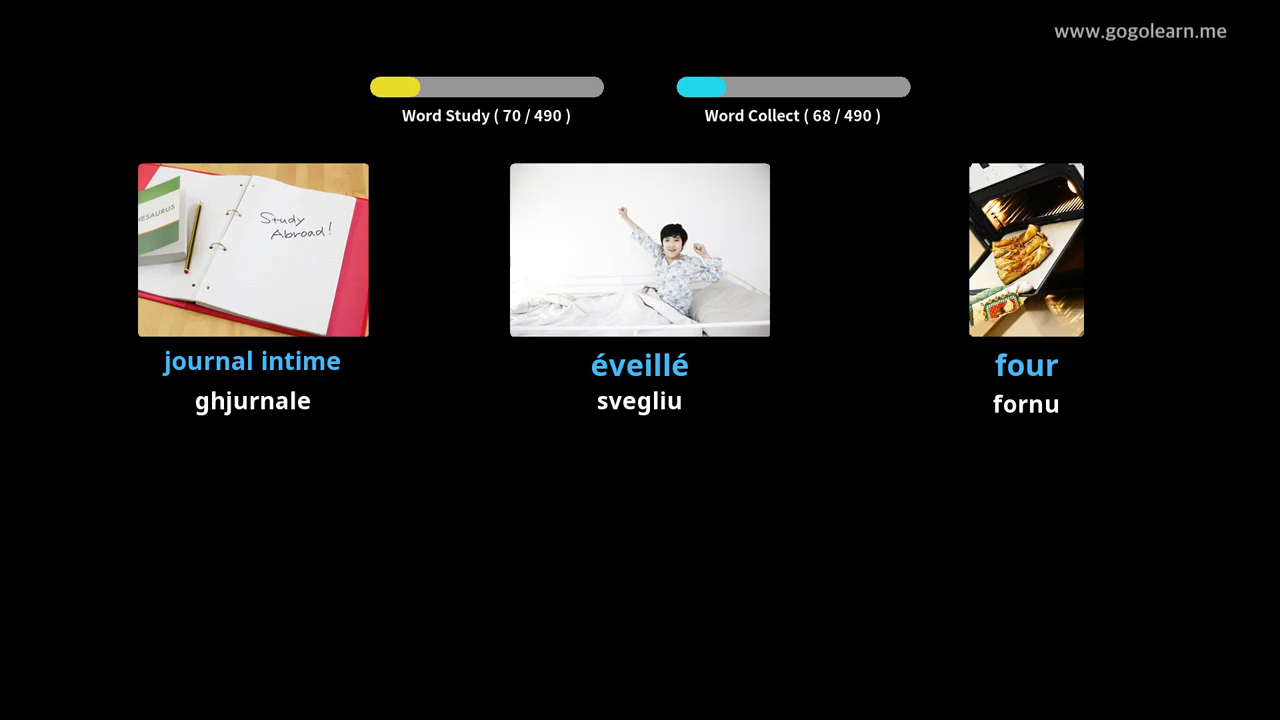 www.gogolearn.me
Word Study ( 70 / 490 )
Word Collect ( 68 / 490 )
HESAURUS
Study
Abroad!
journal intime
éveillé
four
ghjurnale
svegliu
fornu